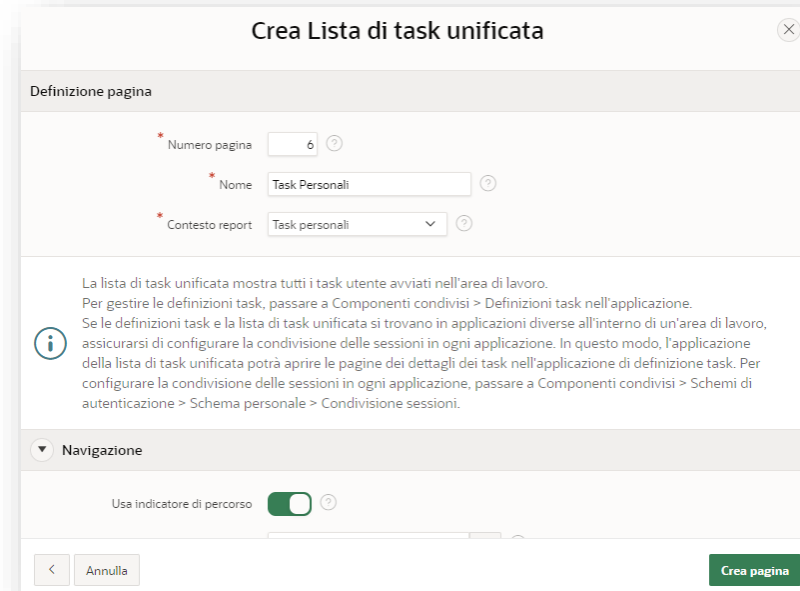 Crea Lista di task unificata
Definizione pagina
* Numero pagina 6 ?
* Nome Task Personali ?
* Contesto report Task personali ?
La lista di task unificata mostra tutti i task utente avviati nell'area di lavoro.
Per gestire le definizioni task, passare a Componenti condivisi > Definizioni task nell'applicazione.
Se le definizioni task e la lista di task unificata si trovano in applicazioni diverse all'interno di un'area di lavoro,
assicurarsi di configurare la condivisione delle sessioni in ogni applicazione. In questo modo, l'applicazione
della lista di task unificata potrà aprire le pagine dei dettagli dei task nell'applicazione di definizione task. Per
configurare la condivisione delle sessioni in ogni applicazione, passare a Componenti condivisi > Schemi di
autenticazione > Schema personale > Condivisione sessioni.
Navigazione
Usa indicatore di percorso ?
< Annulla Crea pagina